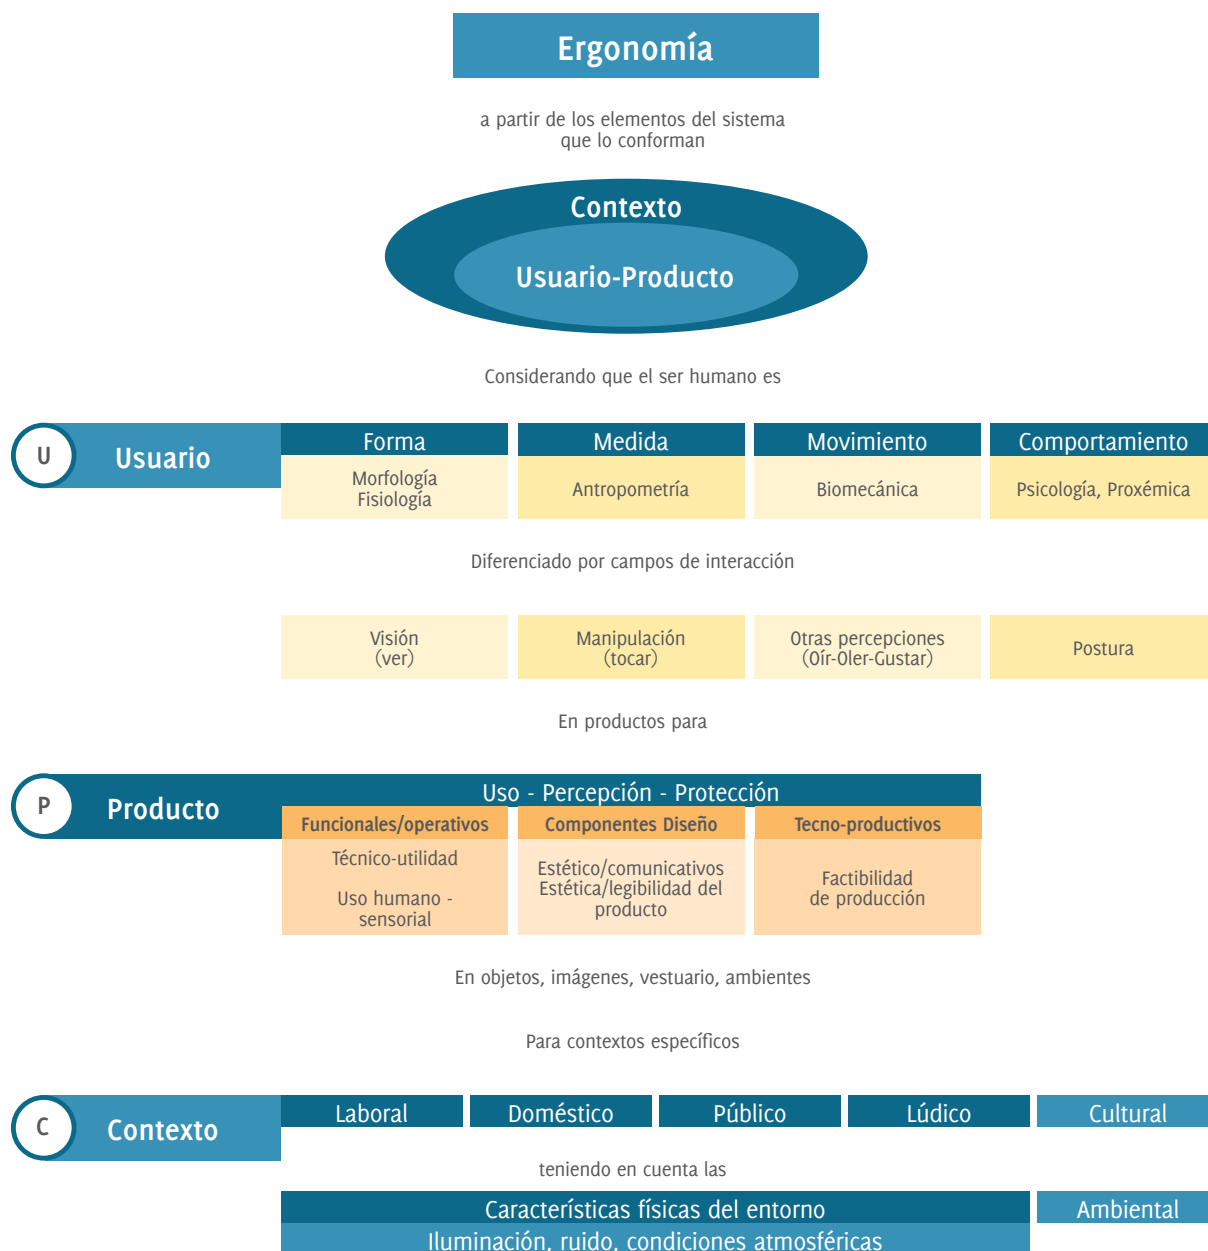 Ergonomía
a partir de los elementos del sistema
que lo conforman
Contexto
Usuario-Producto
Considerando que el ser humano es
U
Usuario
Forma
Medida
Movimiento
Comportamiento
Morfología
Fisiología
Antropometría
Biomecánica
Psicología, Proxémica
Diferenciado por campos de interacción
Visión
(ver)
Manipulación
(tocar)
Otras percepciones
(Oír-Oler-Gustar)
Postura
En productos para
P
Producto
Uso - Percepción - Protección
Funcionales/operativos
Componentes Diseño
Tecno-productivos
Técnico-utilidad
Uso humano -
sensorial
Estético/comunicativos
Estética/legibilidad del
producto
Factibilidad
de producción
En objetos, imágenes, vestuario, ambientes
Para contextos específicos
C
Contexto
Laboral
Doméstico
Público
Lúdico
Cultural
teniendo en cuenta las
Características físicas del entorno
Ambiental
Iluminación, ruido, condiciones atmosféricas